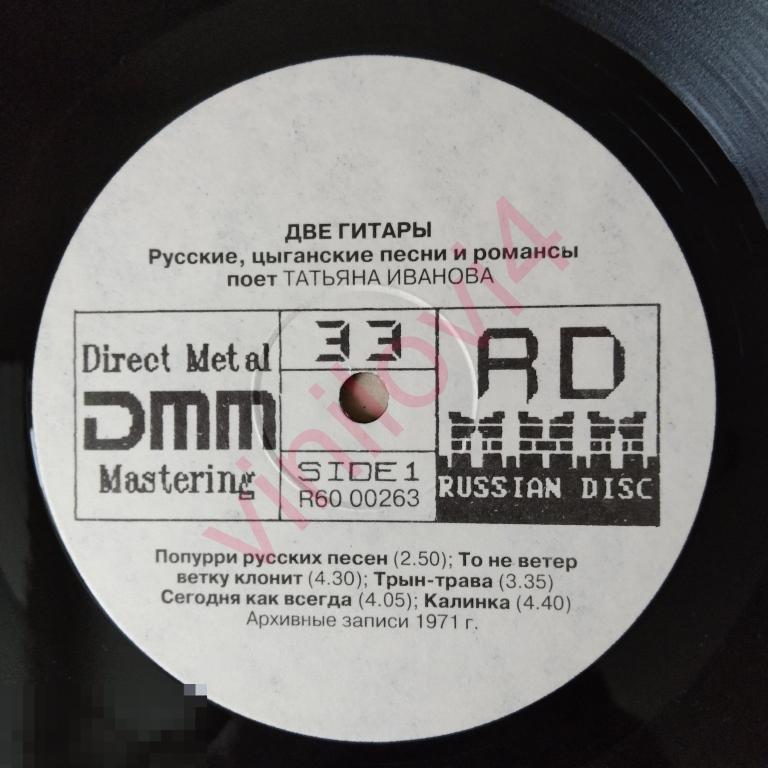 ДВЕ ГИТАРЫ
Русские, цыганские песни и романсы
поет ТАТЬЯНА ИВАНОВА
Direct Metal
DMM
Mastering
33
SIDE 1
R60 00263
RD
RUSSIAN DISC
Попурри русских песен (2.50); То не ветер
ветку клонит (4.30); Трын-трава (3.35)
Сегодня как всегда (4.05); Калинка (4.40)
Архивные записи 1971 г.
vinilovi4